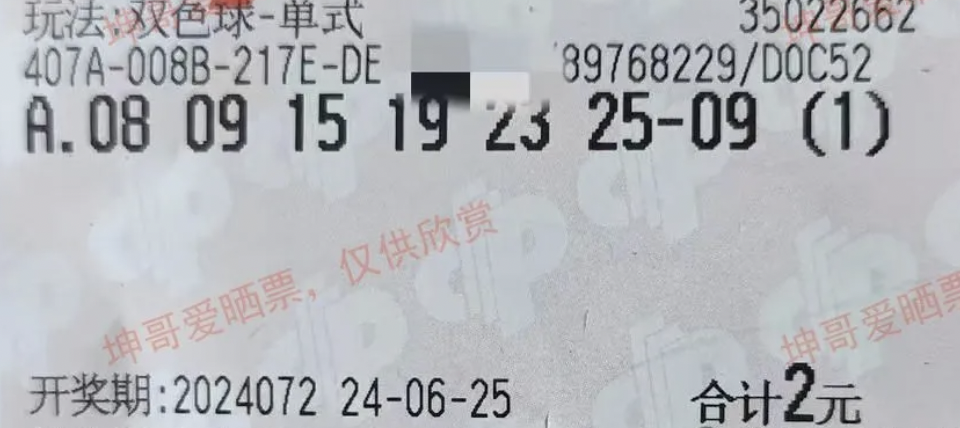 玩法:双色球-单式 35022662
407A-008B-217E-DE 89768229/D0C52
A.08 09 15 19 23 25-09 (1)
坤哥爱晒票，仅供欣赏
坤哥爱晒票
开奖期:2024072 24-06-25 合计2元